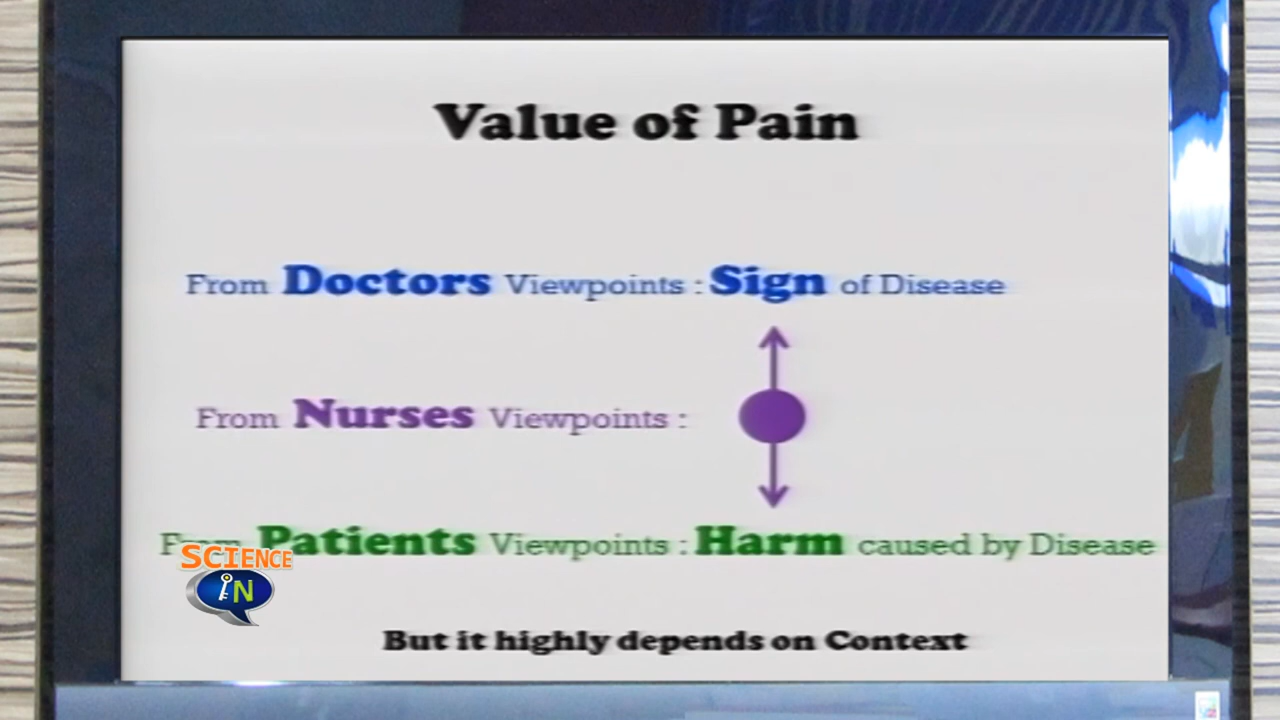 Value of Pain
From Doctors Viewpoints : Sign of Disease
From Nurses Viewpoints :
From Patients Viewpoints : Harm caused by Disease
SCIENCE
iN
But it highly depends on Context